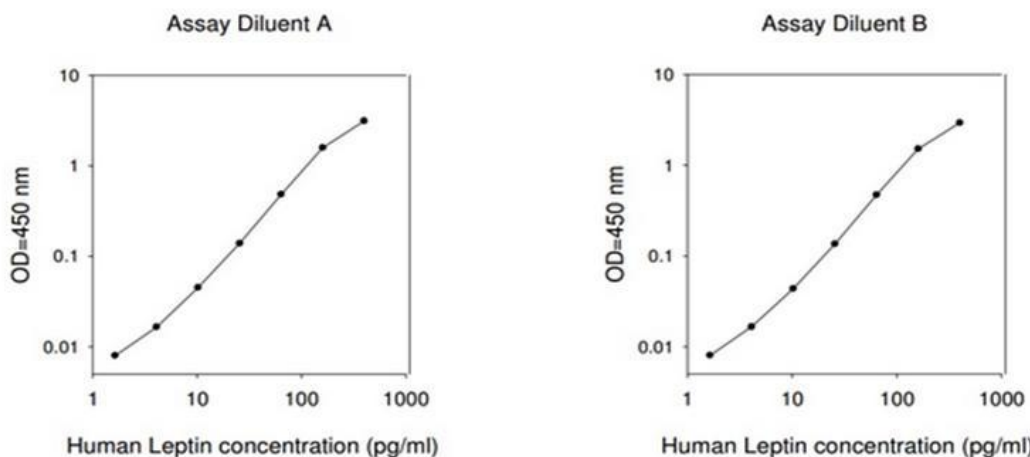 Assay Diluent A
10
1
0.1
0.01
OD=450 nm
1 10 100 1000
Human Leptin concentration (pg/ml)
Assay Diluent B
10
1
0.1
0.01
OD=450 nm
1 10 100 1000
Human Leptin concentration (pg/ml)